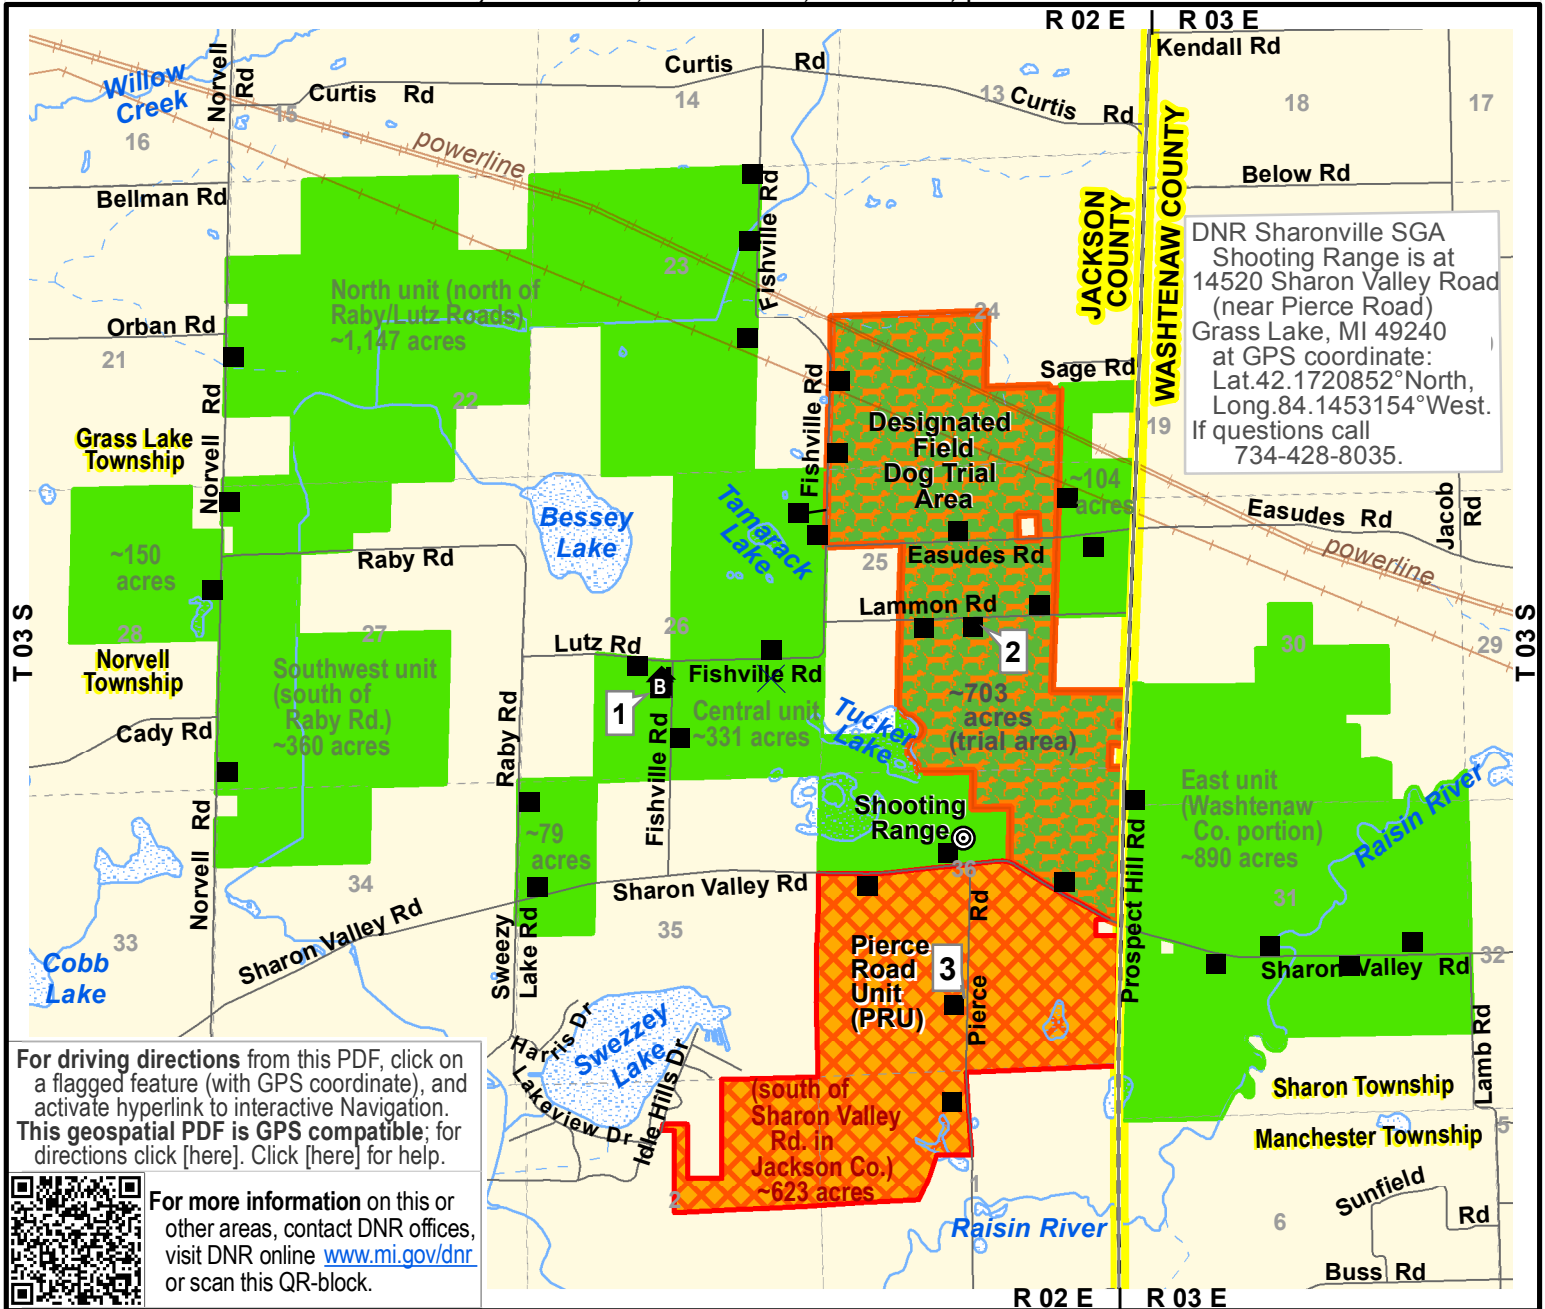 R 02 E | R 03 E
Kendall Rd
Willow
Creek
Norvell
Rd
Curtis Rd
Curtis Rd
Curtis Rd
13
14
15
16
17
18
powerline
Bellman Rd
Below Rd
Fishville Rd
JACKSON
COUNTY
WASHTENAW COUNTY
DNR Sharonville SGA
Shooting Range is at
14520 Sharon Valley Road
(near Pierce Road)
Grass Lake, MI 49240
at GPS coordinate:
Lat.42.1720852°North,
Long.84.1453154°West.
If questions call
734-428-8035.
23
24
North unit (north of
Raby/Lutz Roads)
~1,147 acres
Orban Rd
21
22
19
Sage Rd
Norvell Rd
Fishville Rd
Designated
Field
Dog Trial
Area
Grass Lake
Township
~104
acres
Tamarack
Lake
Bessey
Lake
Easudes Rd
Jacob
Rd
powerline
~150
acres
Raby Rd
25
Easudes Rd
T 03 S
T 03 S
Lammon Rd
28
27
26
30
29
Lutz Rd
2
Norvell
Township
Southwest unit
(south of
Raby Rd.)
~360 acres
Fishville Rd
B
1
~703
acres
(trial area)
Central unit
~331 acres
Tucker
Lake
Cady Rd
Raby Rd
Fishville Rd
East unit
(Washtenaw
Co. portion)
~890 acres
Raisin River
Shooting
Range
Norvell Rd
~79
acres
Prospect Hill Rd
36
34
Sharon Valley Rd
31
Sharon Valley Rd
33
35
Sweezy
Lake Rd
Pierce Rd
Pierce
Road
Unit
(PRU)
3
Cobb
Lake
Sharon Valley Rd
32
Harris Dr
Swezzey
Lake
Lakeview Dr
Idle Hills Dr
Lamb Rd
For driving directions from this PDF, click on
a flagged feature (with GPS coordinate), and
activate hyperlink to interactive Navigation.
This geospatial PDF is GPS compatible; for
directions click [here]. Click [here] for help.
(south of
Sharon Valley
Rd. in
Jackson Co.)
~623 acres
Sharon Township
Manchester Township
5
2
1
6
For more information on this or
other areas, contact DNR offices,
visit DNR online www.mi.gov/dnr
or scan this QR-block.
Raisin River
Sunfield
Rd
Buss Rd
R 02 E | R 03 E